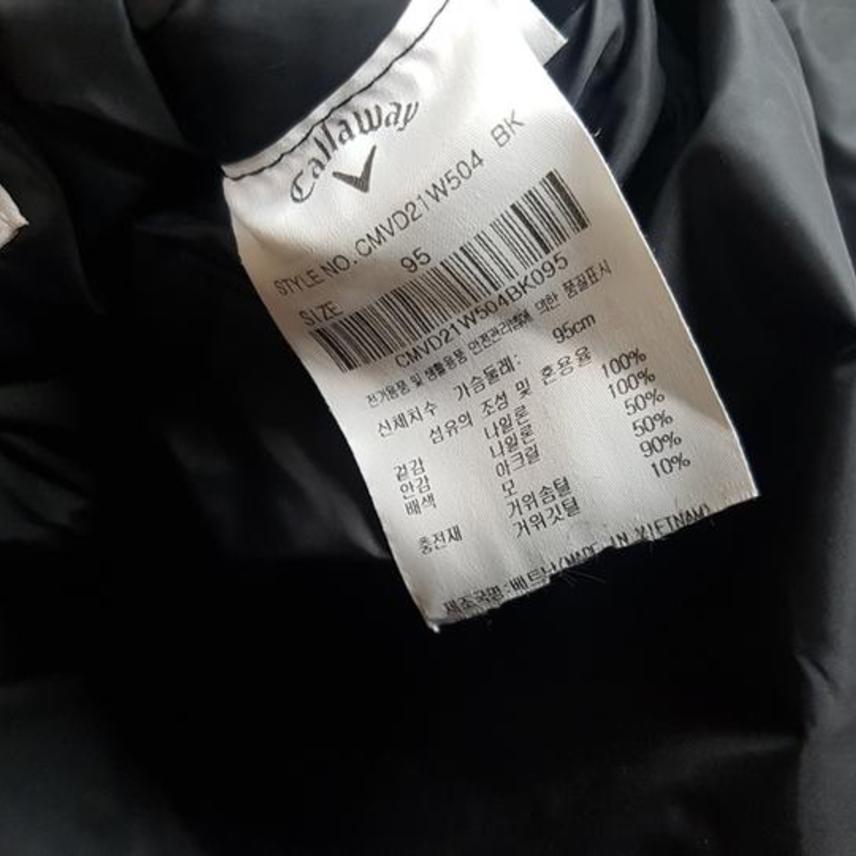 Callaway
STYLE NO. CMVD21W504 BK
SIZE 95
CMVD21W504BK095
전기용품 및 생활용품 안전관리법에 의한 품질표시
신체치수 가슴둘레: 95cm
섬유의 조성 및 혼용율
겉감 나일론 100%
안감 나일론 100%
배색 아크릴 50%
모 50%
충전재 거위솜털 90%
거위깃털 10%
제조국명:베트남(MADE IN VIETNAM)